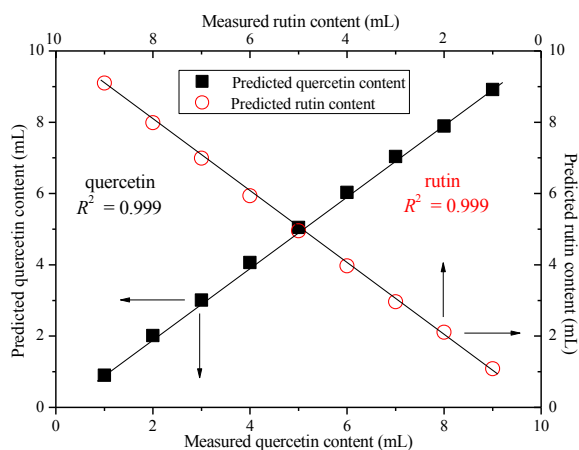 Measured rutin content (mL)
10 8 6 4 2 0
10 10
Predicted quercetin content
Predicted rutin content
8 8
quercetin
R² = 0.999
rutin
R² = 0.999
6 6
Predicted quercetin content (mL)
Predicted rutin content (mL)
4 4
2 2
0 0
0 2 4 6 8 10
Measured quercetin content (mL)